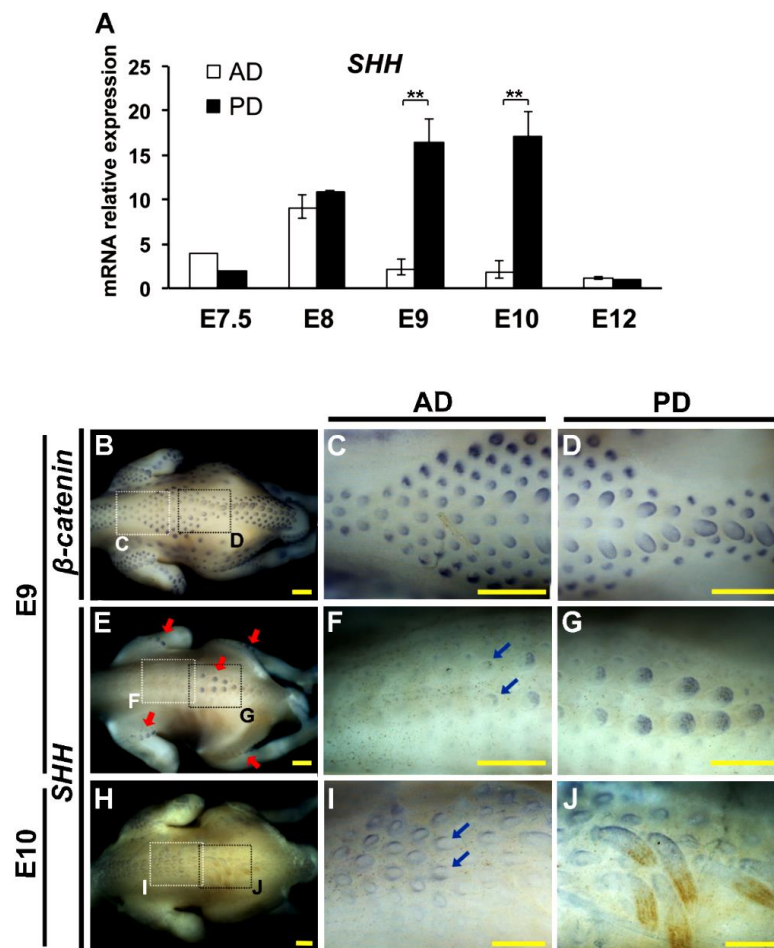 A
SHH
AD
PD
mRNA relative expression
25
20
15
10
5
0
**
**
E7.5 E8 E9 E10 E12
AD PD
E9
β-catenin
B
C
D
C
D
SHH
E
F
G
F
G
E10
H
I
J
I
J